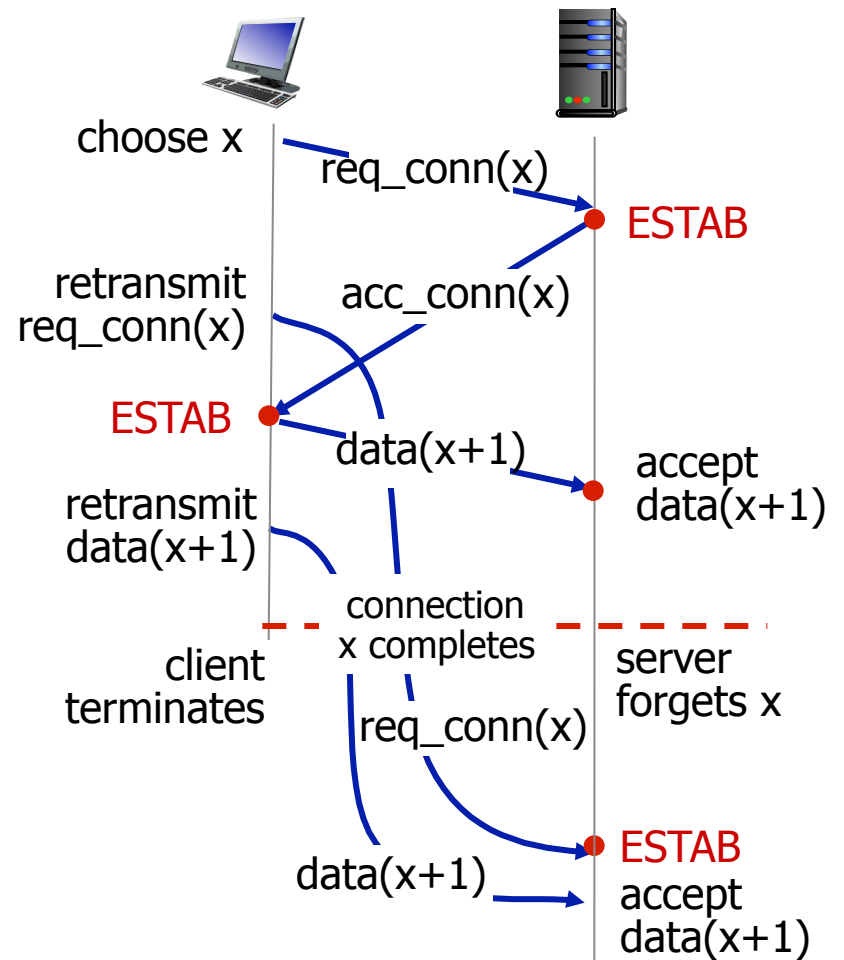 choose x
req_conn(x)
ESTAB
retransmit
req_conn(x)
acc_conn(x)
ESTAB
data(x+1)
accept
data(x+1)
retransmit
data(x+1)
connection
x completes
client
terminates
server
forgets x
req_conn(x)
ESTAB
data(x+1)
accept
data(x+1)